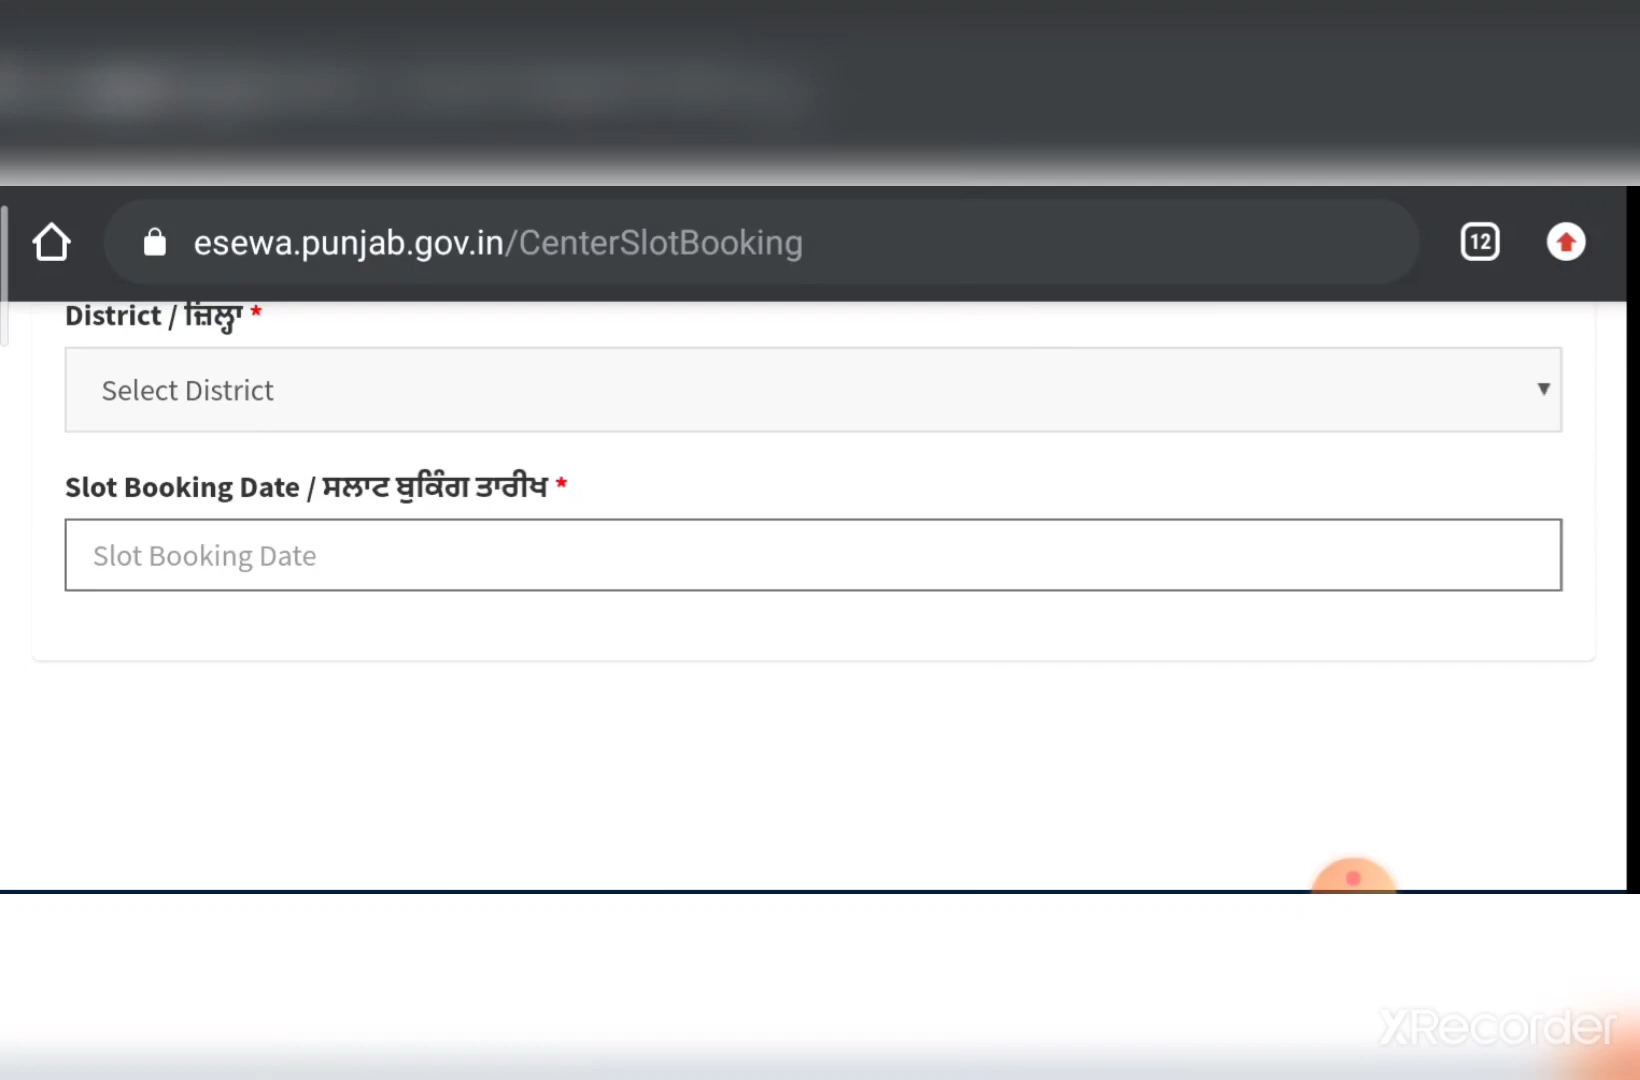 esewa.punjab.gov.in/CenterSlotBooking
12
District / ਜ਼ਿਲ੍ਹਾ *
Select District
Slot Booking Date / ਸਲਾਟ ਬੁਕਿੰਗ ਤਾਰੀਖ *
Slot Booking Date
XRecorder